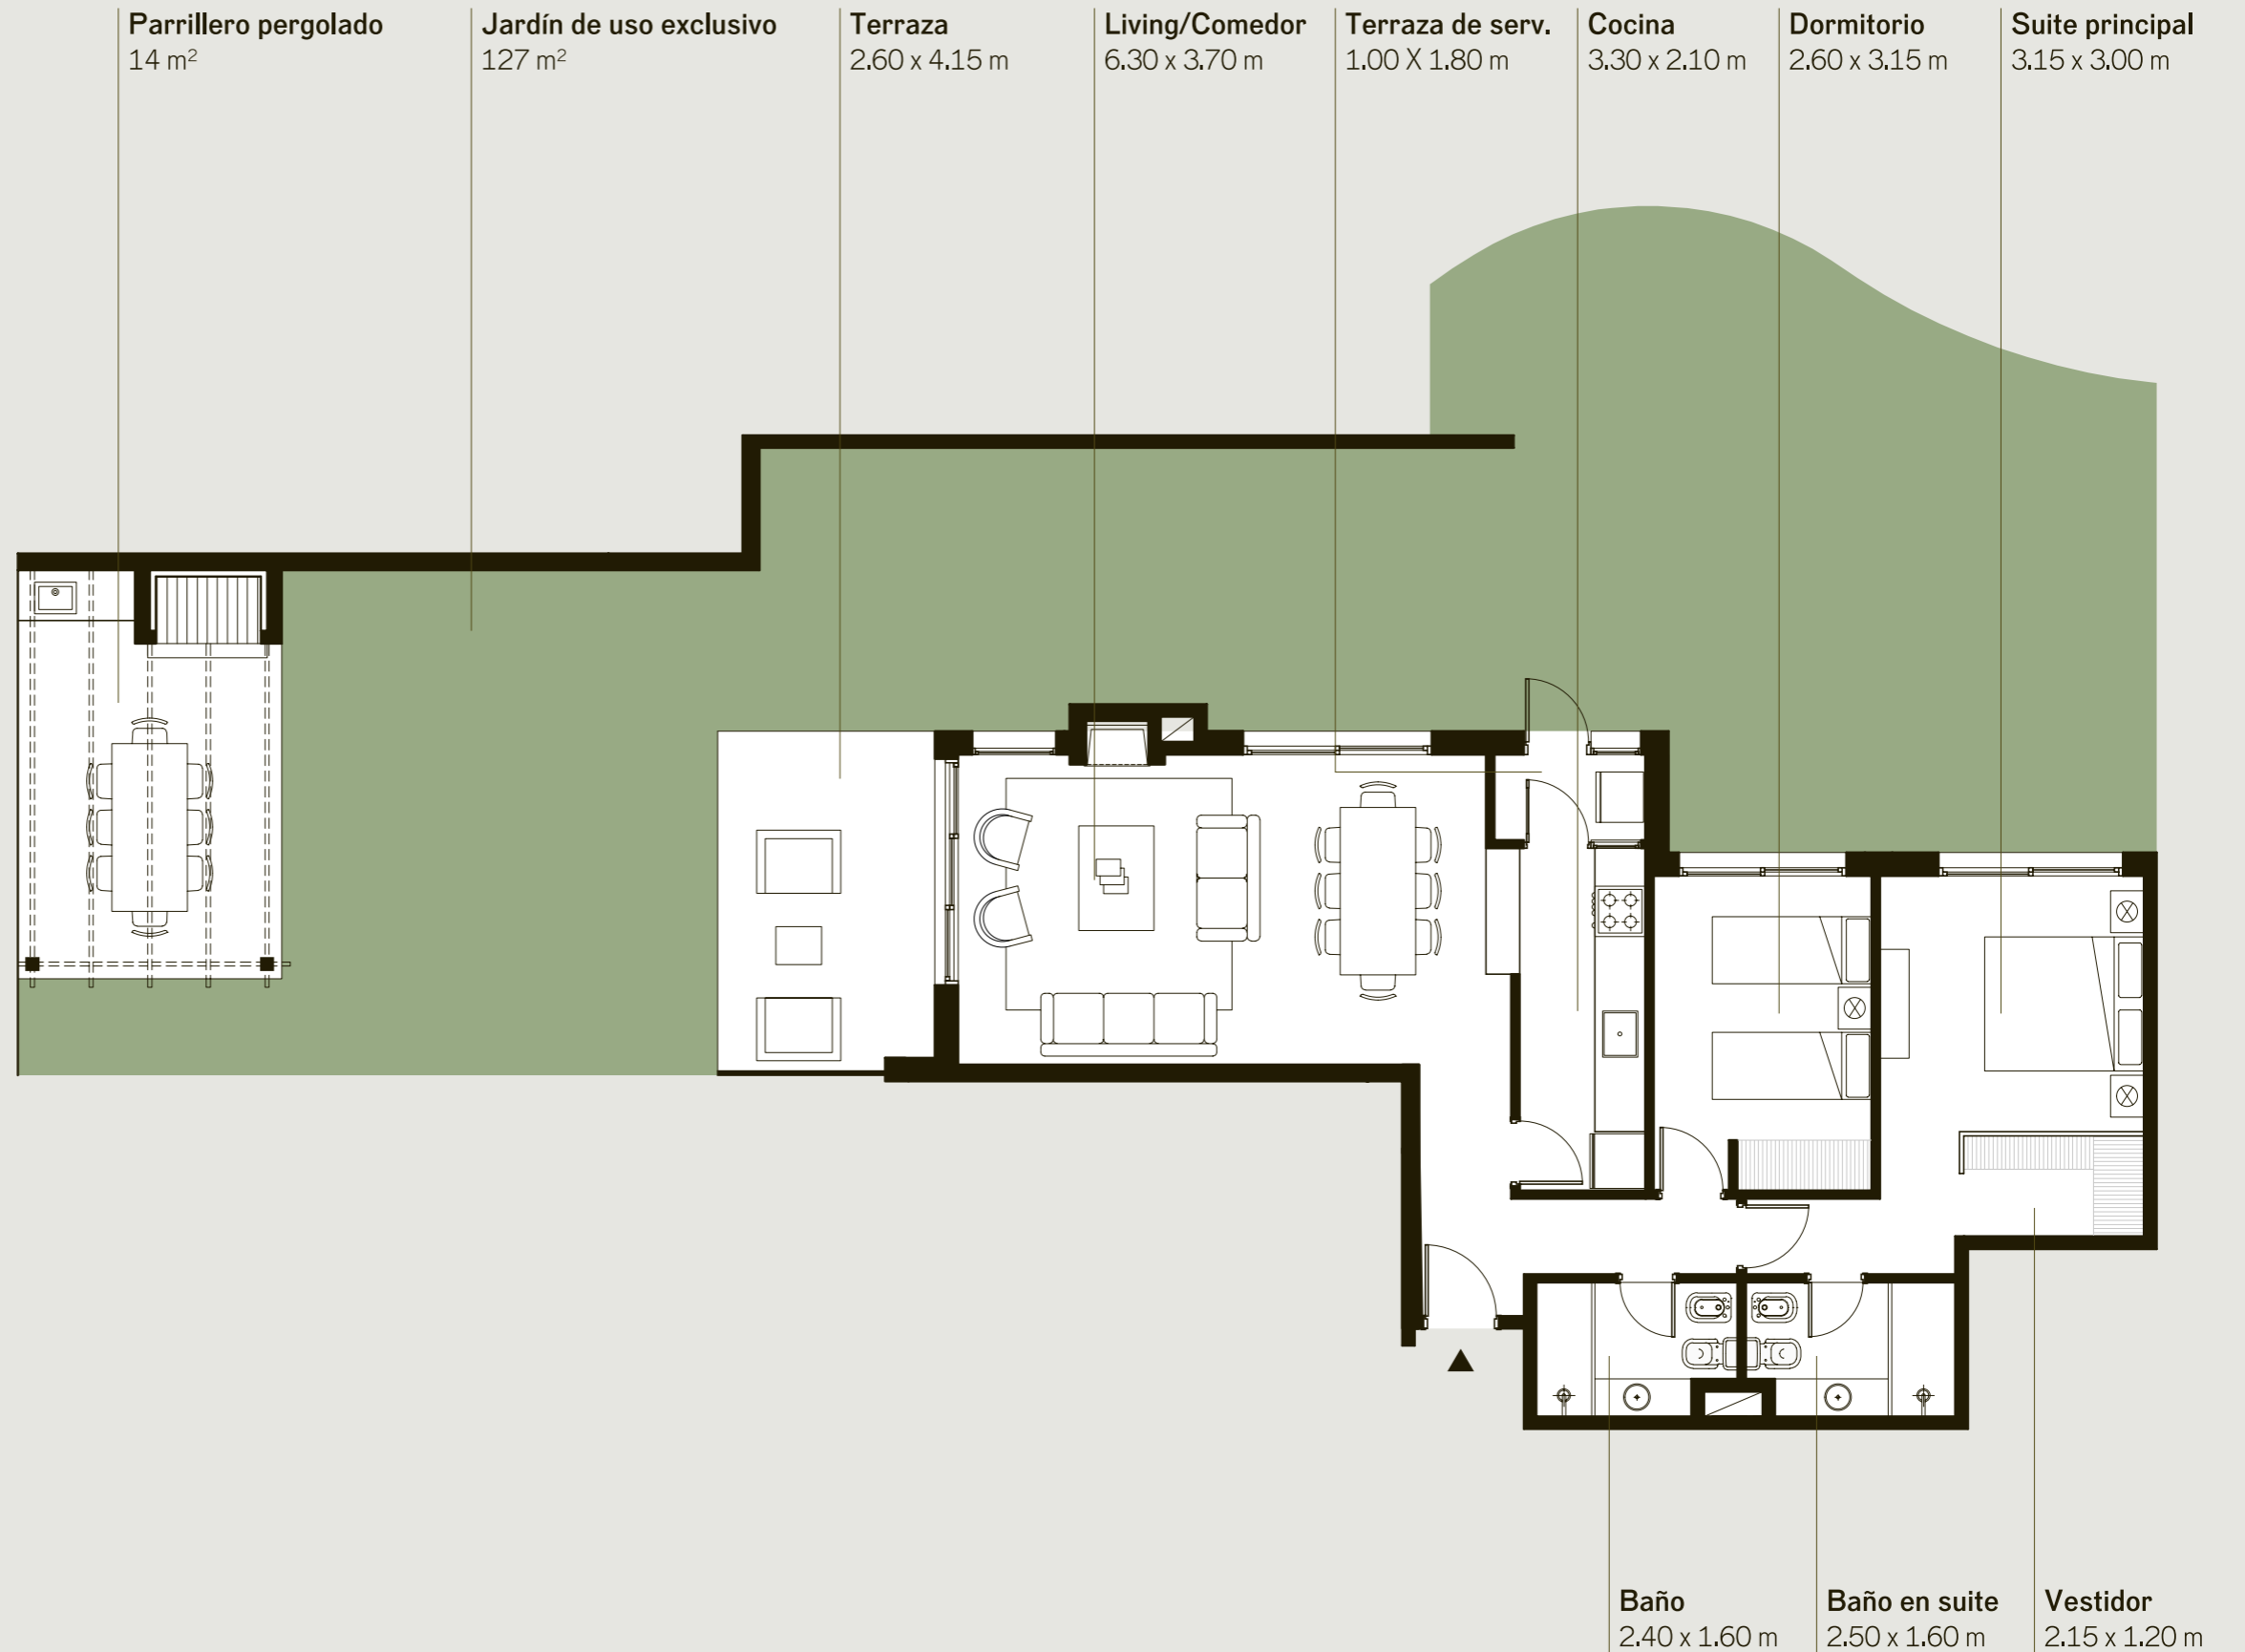 Parrillero pergolado
14 m²
Jardín de uso exclusivo
127 m²
Terraza
2.60 x 4.15 m
Living/Comedor
6.30 x 3.70 m
Terraza de serv.
1.00 X 1.80 m
Cocina
3.30 x 2.10 m
Dormitorio
2.60 x 3.15 m
Suite principal
3.15 x 3.00 m
Baño
2.40 x 1.60 m
Baño en suite
2.50 x 1.60 m
Vestidor
2.15 x 1.20 m